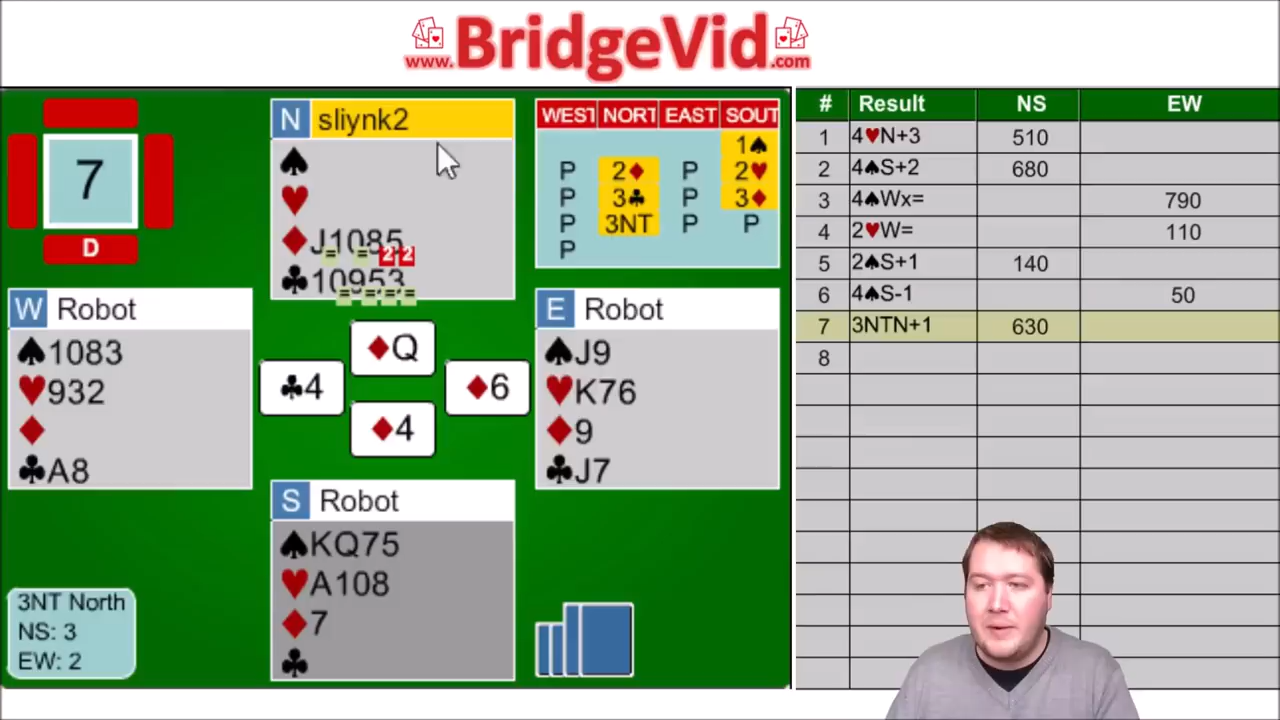 www.BridgeVid.com
7
D
N sliynk2
♠
♥
♦ J1085
♣ 10953
= = 2 2
= = = =
WEST NORT EAST SOUT
1♠
P 2♦ P 2♥
P 3♣ P 3♦
P 3NT P P
P
W Robot
♠1083
♥932
♦
♣A8
♦Q
♣4
♦6
♦4
E Robot
♠J9
♥K76
♦9
♣J7
S Robot
♠KQ75
♥A108
♦7
♣
3NT North
NS: 3
EW: 2
# Result NS EW
1 4♥N+3 510
2 4♠S+2 680
3 4♠Wx= 790
4 2♥W= 110
5 2♠S+1 140
6 4♠S-1 50
7 3NTN+1 630
8